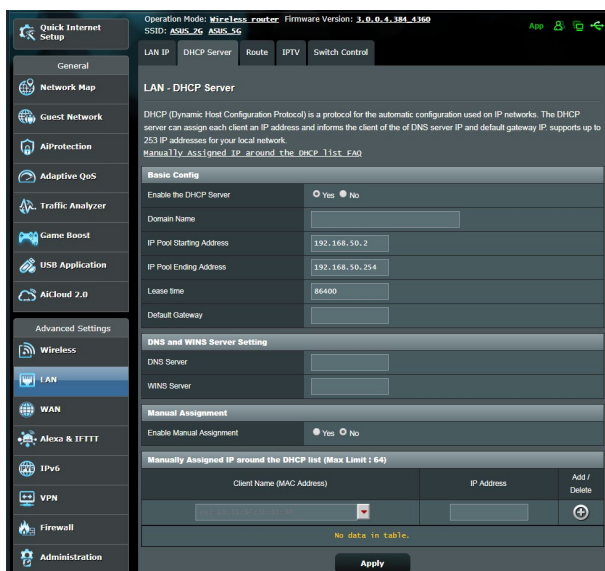 Operation Mode: Wireless router Firmware Version: 3.0.0.4.384_4360
SSID: ASUS_2G ASUS_5G
App
Quick Internet
Setup
General
Network Map
Guest Network
AiProtection
Adaptive QoS
Traffic Analyzer
Game Boost
USB Application
AiCloud 2.0
Advanced Settings
Wireless
LAN
WAN
Alexa & IFTTT
IPv6
VPN
Firewall
Administration
LAN IP
DHCP Server
Route
IPTV
Switch Control
LAN - DHCP Server
DHCP (Dynamic Host Configuration Protocol) is a protocol for the automatic configuration used on IP networks. The DHCP
server can assign each client an IP address and informs the client of the of DNS server IP and default gateway IP. supports up to
253 IP addresses for your local network.
Manually Assigned IP around the DHCP list FAQ
Basic Config
Enable the DHCP Server Yes No
Domain Name
IP Pool Starting Address 192.168.50.2
IP Pool Ending Address 192.168.50.254
Lease time 86400
Default Gateway
DNS and WINS Server Setting
DNS Server
WINS Server
Manual Assignment
Enable Manual Assignment Yes No
Manually Assigned IP around the DHCP list (Max Limit : 64)
Client Name (MAC Address) IP Address Add /
Delete
No data in table.
Apply